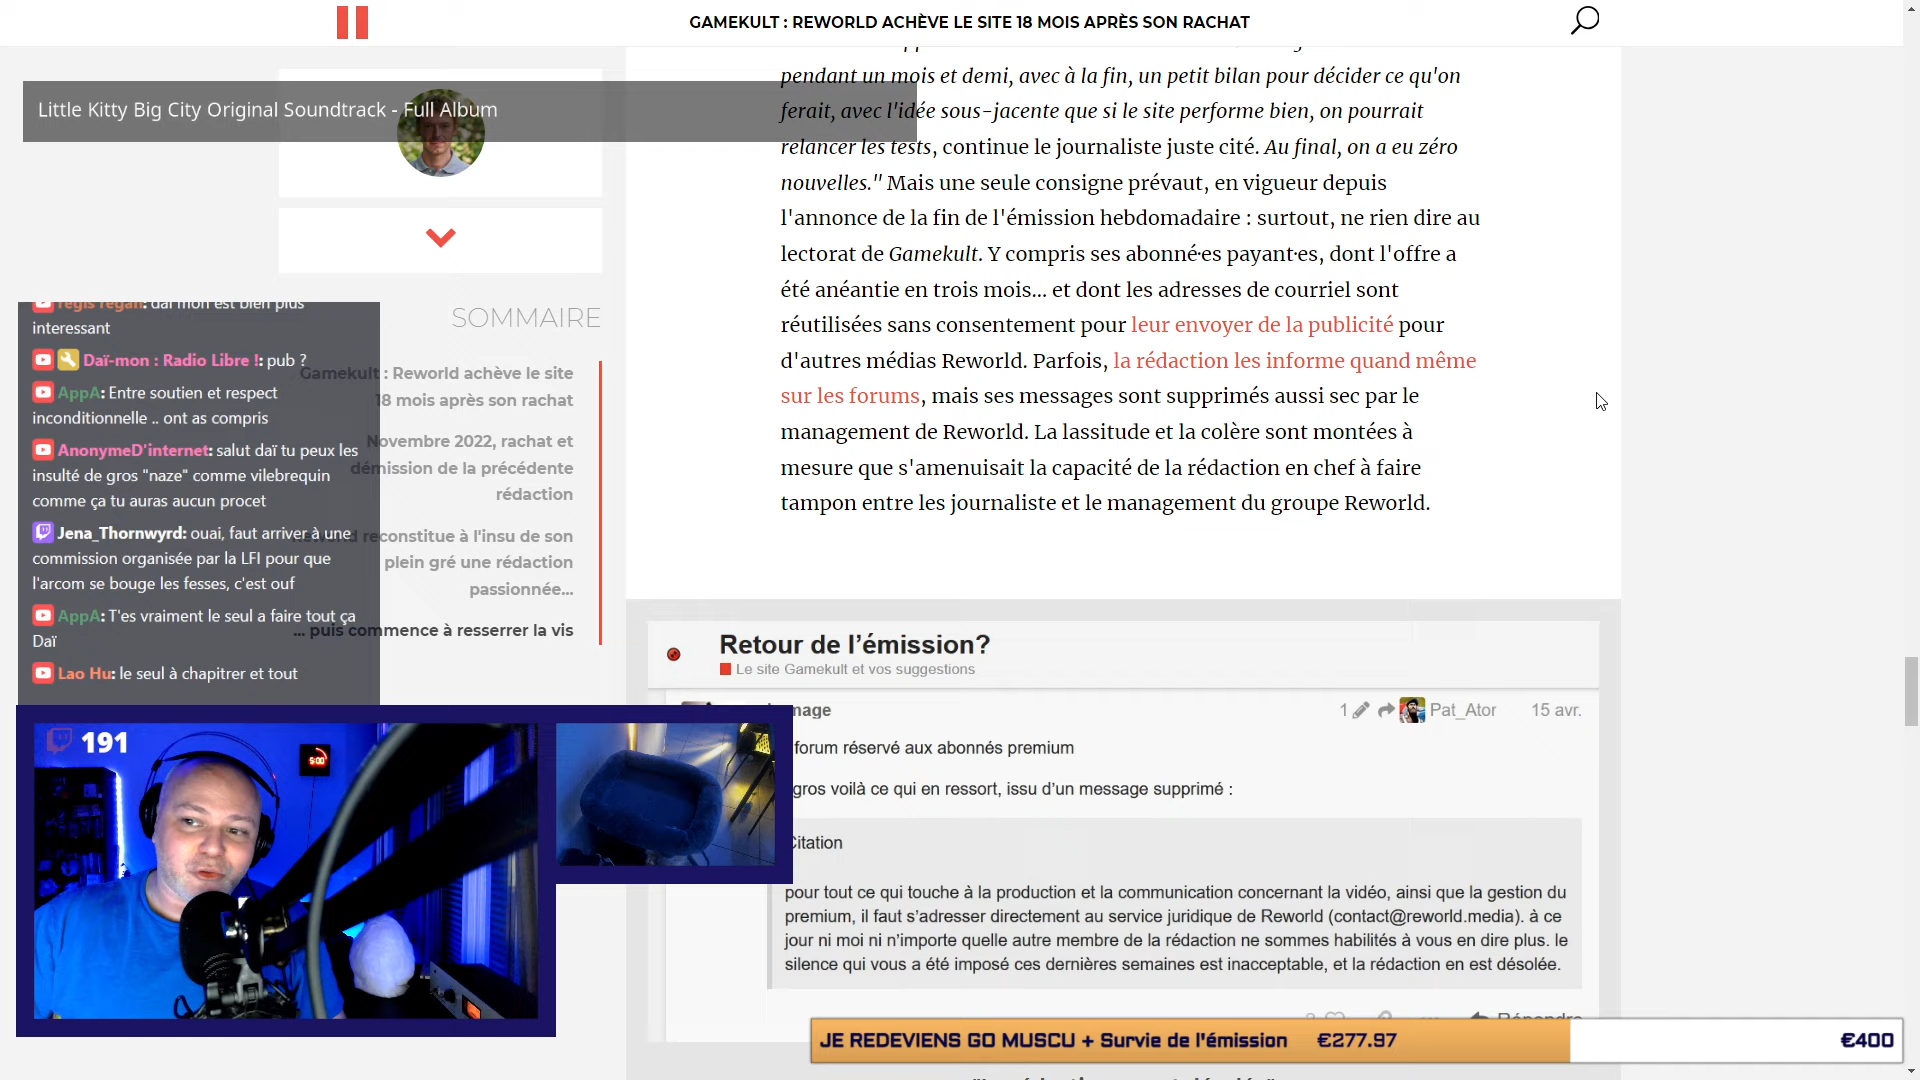 GAMEKULT : REWORLD ACHÈVE LE SITE 18 MOIS APRÈS SON RACHAT
Little Kitty Big City Original Soundtrack - Full Album
pendant un mois et demi, avec à la fin, un petit bilan pour décider ce qu'on
ferait, avec l'idée sous-jacente que si le site performe bien, on pourrait
relancer les tests, continue le journaliste juste cité. Au final, on a eu zéro
nouvelles." Mais une seule consigne prévaut, en vigueur depuis
l'annonce de la fin de l'émission hebdomadaire : surtout, ne rien dire au
lectorat de Gamekult. Y compris ses abonné·es payant·es, dont l'offre a
été anéantie en trois mois... et dont les adresses de courriel sont
réutilisées sans consentement pour leur envoyer de la publicité pour
d'autres médias Reworld. Parfois, la rédaction les informe quand même
sur les forums, mais ses messages sont supprimés aussi sec par le
management de Reworld. La lassitude et la colère sont montées à
mesure que s'amenuisait la capacité de la rédaction en chef à faire
tampon entre les journaliste et le management du groupe Reworld.
SOMMAIRE
Gamekult : Reworld achève le site
18 mois après son rachat
Novembre 2022, rachat et
démission de la précédente
rédaction
reconstitue à l'insu de son
plein gré une rédaction
passionnée...
... puis commence à resserrer la vis
regis regan: dai mon est bien plus
interessant
Daï-mon : Radio Libre !: pub ?
AppA: Entre soutien et respect
inconditionnelle .. ont as compris
AnonymeD'internet: salut daï tu peux les
insulté de gros "naze" comme vilebrequin
comme ça tu auras aucun procet
Jena_Thornwyrd: ouai, faut arriver à une
commission organisée par la LFI pour que
l'arcom se bouge les fesses, c'est ouf
AppA: T'es vraiment le seul a faire tout ça
Daï
Lao Hu: le seul à chapitrer et tout
191
5:00
Retour de l'émission?
Le site Gamekult et vos suggestions
mage
1 Pat_Ator 15 avr.
forum réservé aux abonnés premium
gros voilà ce qui en ressort, issu d'un message supprimé :
Citation
pour tout ce qui touche à la production et la communication concernant la vidéo, ainsi que la gestion du
premium, il faut s'adresser directement au service juridique de Reworld (contact@reworld.media). à ce
jour ni moi ni n'importe quelle autre membre de la rédaction ne sommes habilités à vous en dire plus. le
silence qui vous a été imposé ces dernières semaines est inacceptable, et la rédaction en est désolée.
Répondre
JE REDEVIENS GO MUSCU + Survie de l'émission €277.97
€400